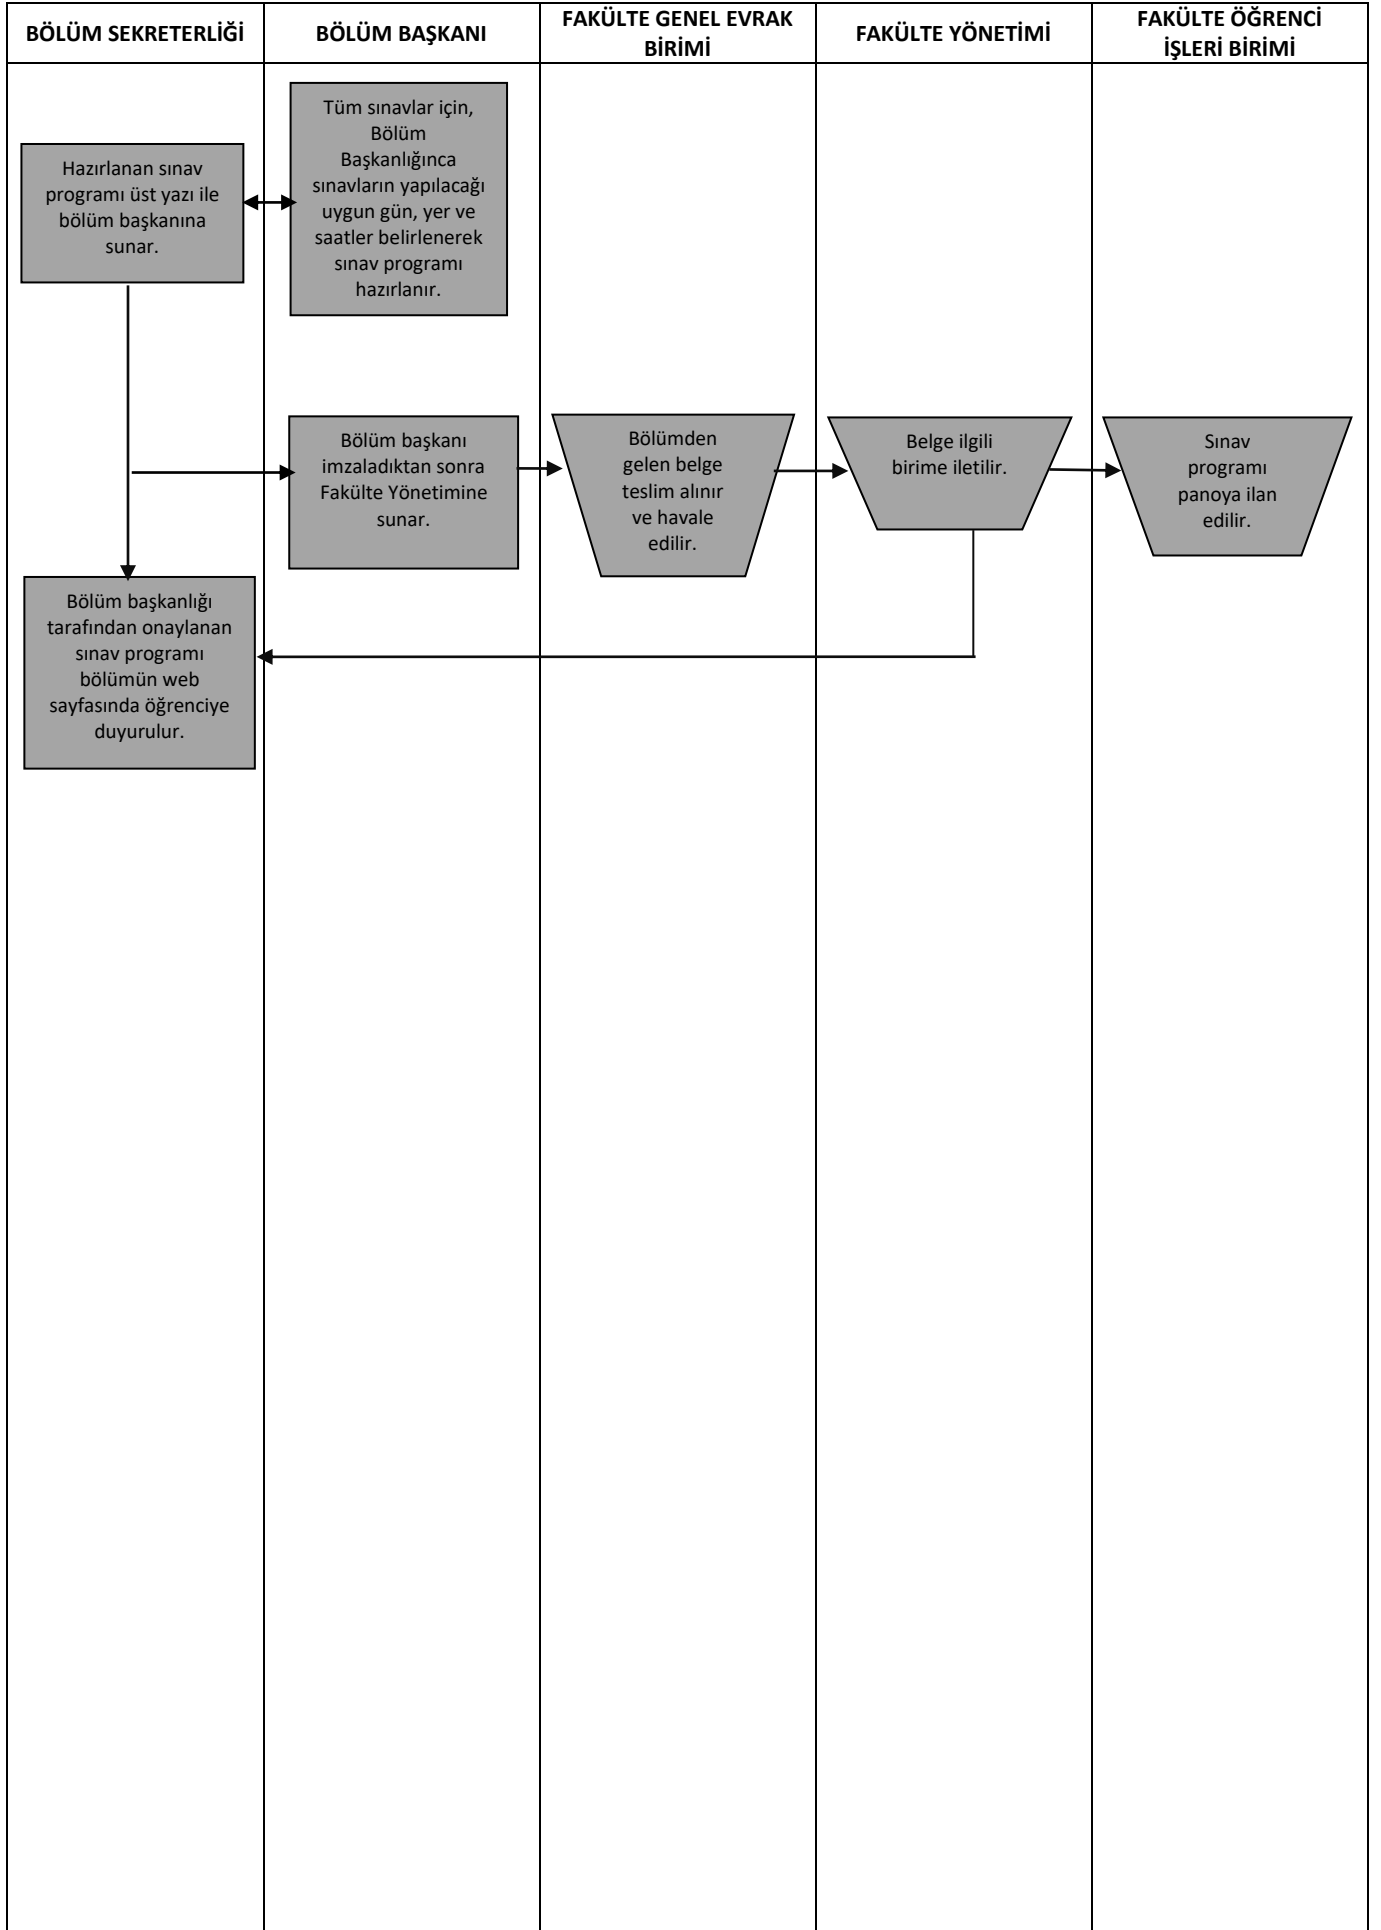 BÖLÜM SEKRETERLİĞİ
BÖLÜM BAŞKANI
FAKÜLTE GENEL EVRAK
BİRİMİ
FAKÜLTE YÖNETİMİ
FAKÜLTE ÖĞRENCİ
İŞLERİ BİRİMİ
Hazırlanan sınav
programı üst yazı ile
bölüm başkanına
sunar.
Tüm sınavlar için,
Bölüm
Başkanlığınca
sınavların yapılacağı
uygun gün, yer ve
saatler belirlenerek
sınav programı
hazırlanır.
Bölüm başkanı
imzaladıktan sonra
Fakülte Yönetimine
sunar.
Bölümden
gelen belge
teslim alınır
ve havale
edilir.
Belge ilgili
birime iletilir.
Sınav
programı
panoya ilan
edilir.
Bölüm başkanlığı
tarafından onaylanan
sınav programı
bölümün web
sayfasında öğrenciye
duyurulur.